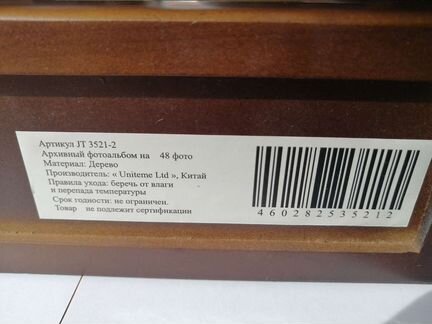 Артикул JT 3521-2
Архивный фотоальбом на 48 фото
Материал: Дерево
Производитель: « Uniteme Ltd », Китай
Правила ухода: беречь от влаги
и перепада температуры
Срок годности: не ограничен.
Товар не подлежит сертификации
460282535212